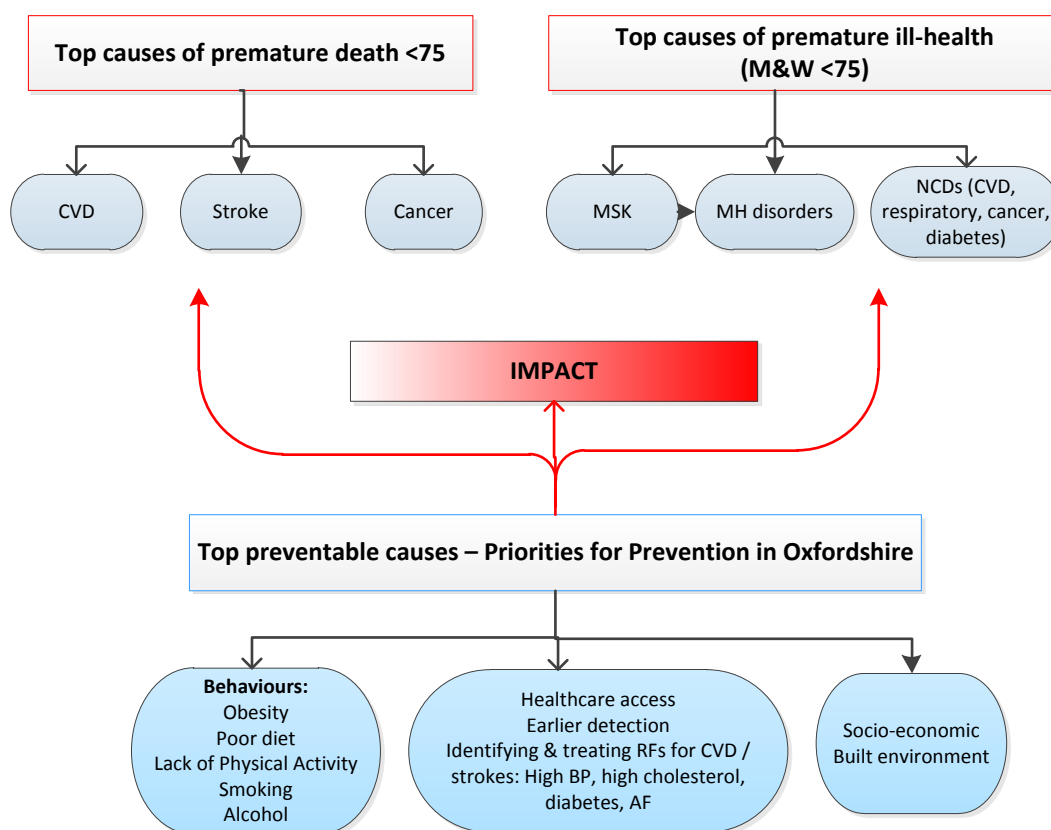 Top causes of premature death <75
Top causes of premature ill-health
(M&W <75)
CVD
Stroke
Cancer
MSK
MH disorders
NCDs (CVD,
respiratory, cancer,
diabetes)
IMPACT
Top preventable causes – Priorities for Prevention in Oxfordshire
Behaviours:
Obesity
Poor diet
Lack of Physical Activity
Smoking
Alcohol
Healthcare access
Earlier detection
Identifying & treating RFs for CVD /
strokes: High BP, high cholesterol,
diabetes, AF
Socio-economic
Built environment